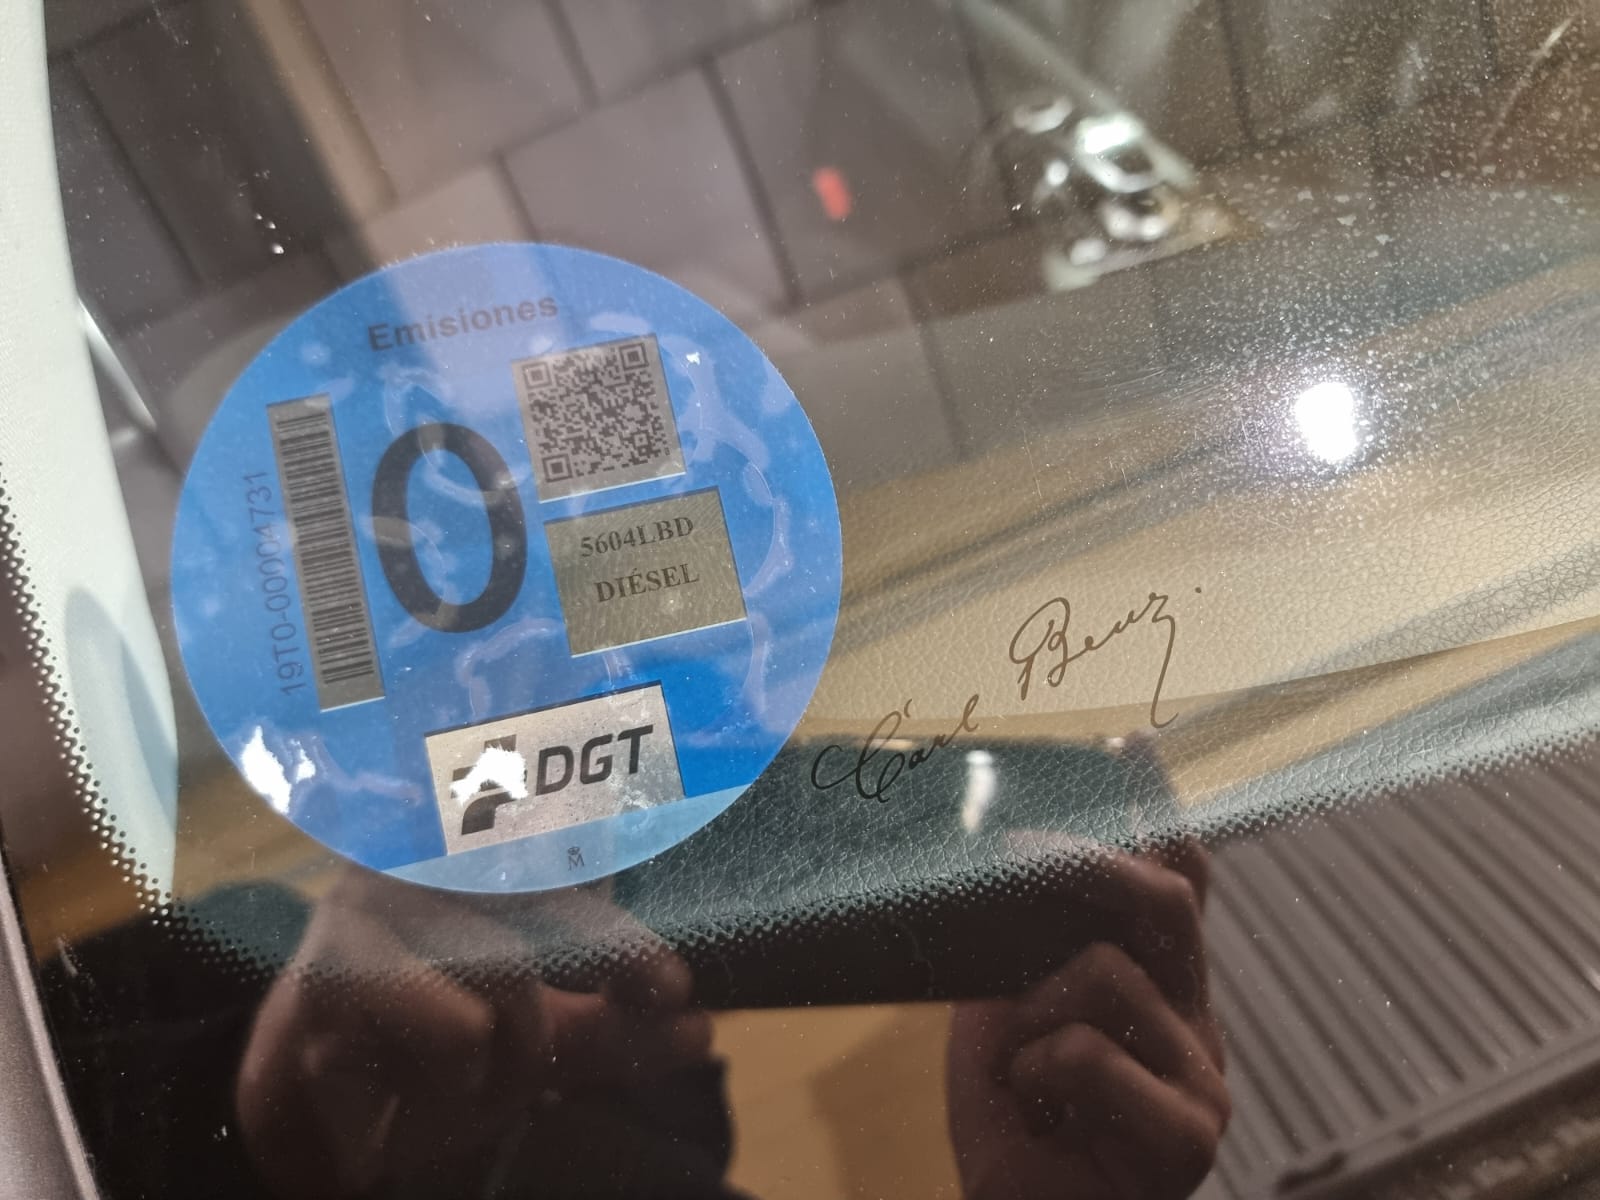 Emisiones
19T0-00004731
0
5604LBD
DIÉSEL
DGT
M
Carl Benz.